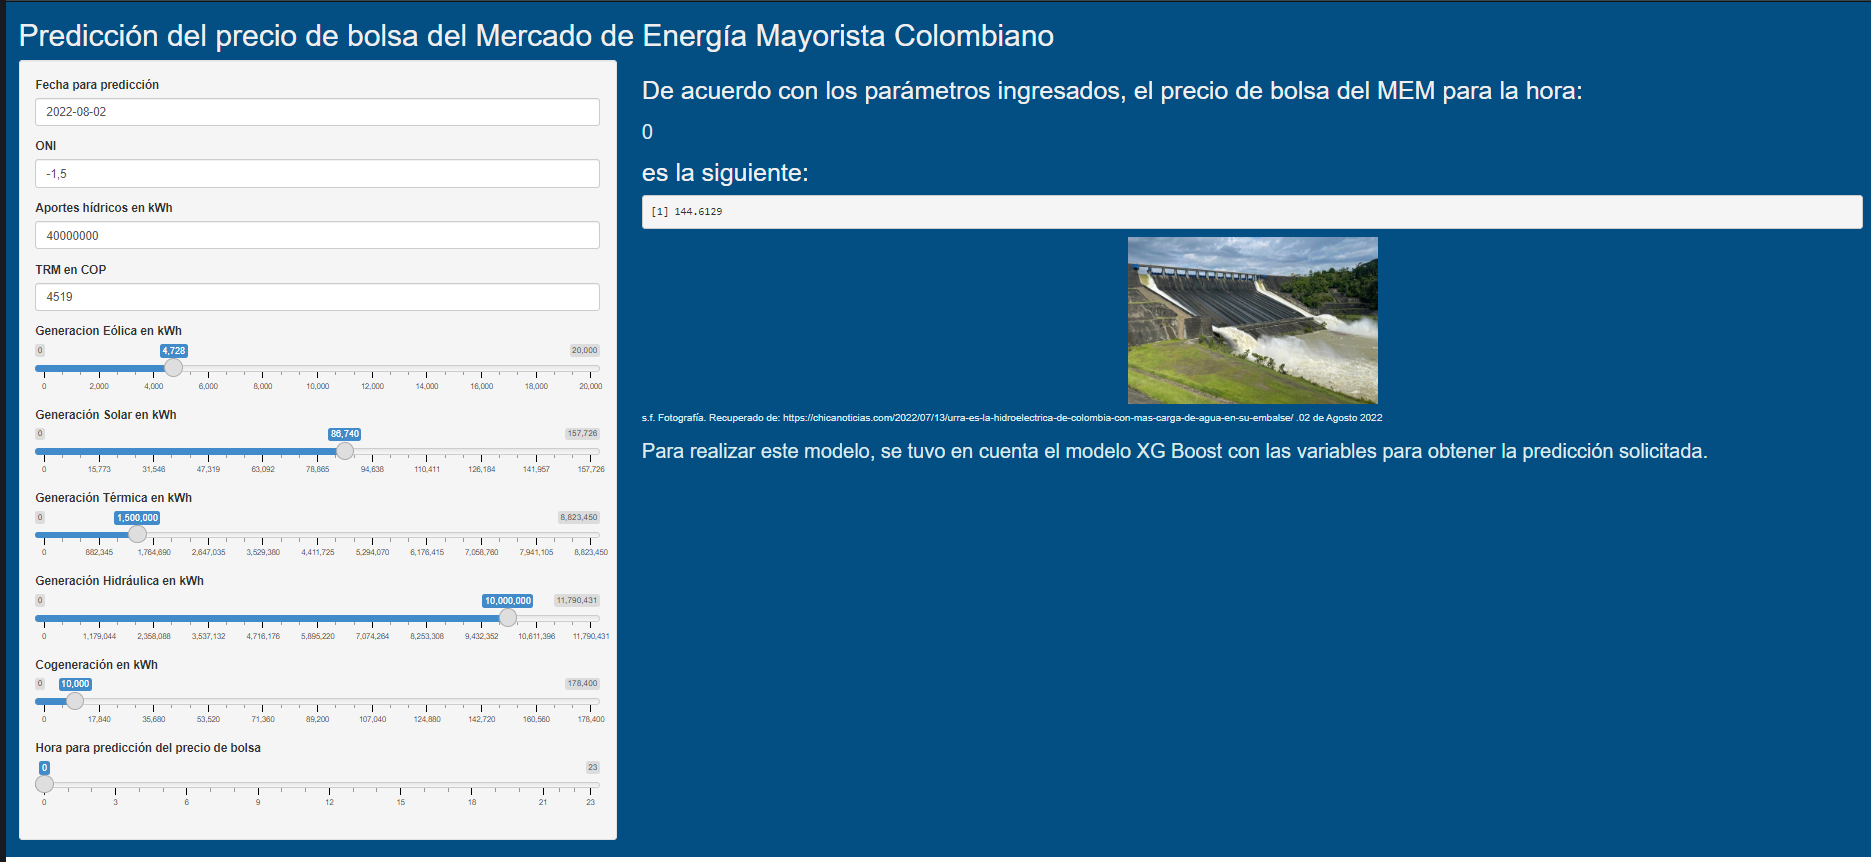 Predicción del precio de bolsa del Mercado de Energía Mayorista Colombiano
Fecha para predicción
2022-08-02
ONI
-1,5
Aportes hídricos en kWh
40000000
TRM en COP
4519
Generacion Eólica en kWh
0 4,728 20,000
0 2,000 4,000 6,000 8,000 10,000 12,000 14,000 16,000 18,000 20,000
Generación Solar en kWh
0 86,740 157,726
0 15,773 31,546 47,319 63,092 78,865 94,638 110,411 126,184 141,957 157,726
Generación Térmica en kWh
0 1,500,000 8,823,450
0 882,345 1,764,690 2,647,035 3,529,380 4,411,725 5,294,070 6,176,415 7,058,760 7,941,105 8,823,450
Generación Hidráulica en kWh
0 10,000,000 11,790,431
0 1,179,044 2,358,088 3,537,132 4,716,176 5,895,220 7,074,264 8,253,308 9,432,352 10,611,396 11,790,431
Cogeneración en kWh
0 10,000 178,400
0 17,840 35,680 53,520 71,360 89,200 107,040 124,880 142,720 160,560 178,400
Hora para predicción del precio de bolsa
0 23
0 3 6 9 12 15 18 21 23
De acuerdo con los parámetros ingresados, el precio de bolsa del MEM para la hora:
0
es la siguiente:
[1] 144.6129
s.f. Fotografía. Recuperado de: https://chicanoticias.com/2022/07/13/urra-es-la-hidroelectrica-de-colombia-con-mas-carga-de-agua-en-su-embalse/ .02 de Agosto 2022
Para realizar este modelo, se tuvo en cuenta el modelo XG Boost con las variables para obtener la predicción solicitada.